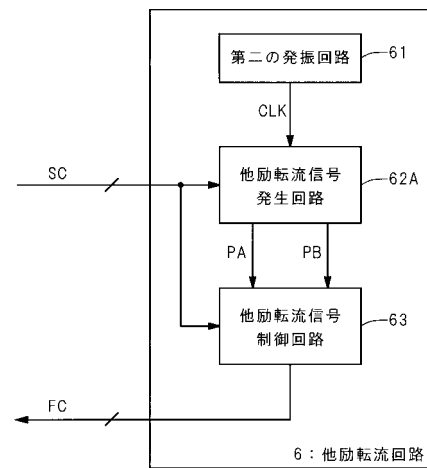 第二の発振回路
61
CLK
SC
他励転流信号
発生回路
62A
PA
PB
他励転流信号
制御回路
63
FC
6：他励転流回路